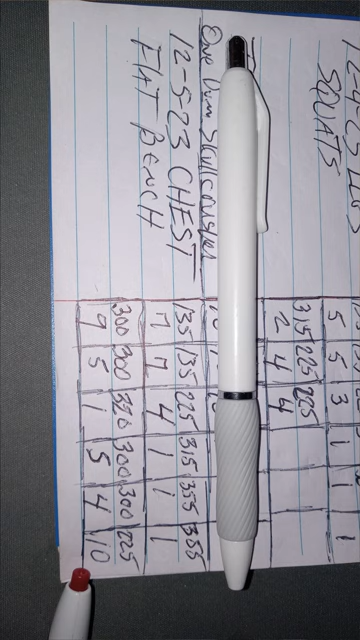 SQUATS 5 5 3 1 1 1
315 225 225
2 4 4
One Arm Skullcrusher
12-5-23 CHEST 135 135 225 315 355 385
FLAT BENCH 7 7 4 1 1 1
300 300 320 300 300 225
9 5 1 5 4 10